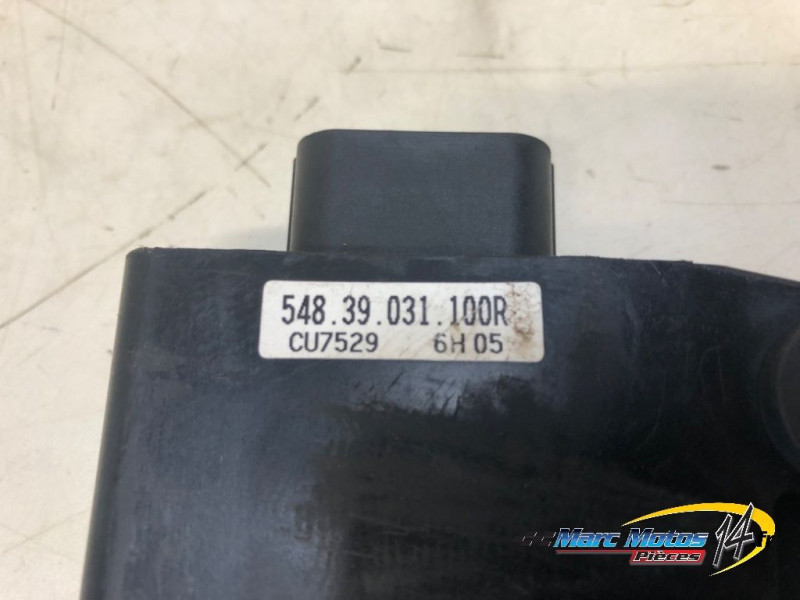 548.39.031.100R
CU7529 6H 05
Marc Motos 14
Pièces